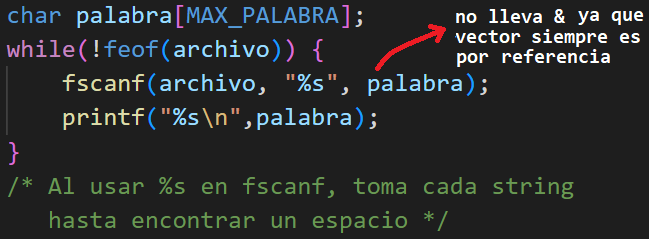 char palabra[MAX_PALABRA];
no lleva & ya que
vector siempre es
por referencia
while(!feof(archivo)) {
fscanf(archivo, "%s", palabra);
printf("%s\n",palabra);
}
/* Al usar %s en fscanf, toma cada string
hasta encontrar un espacio */